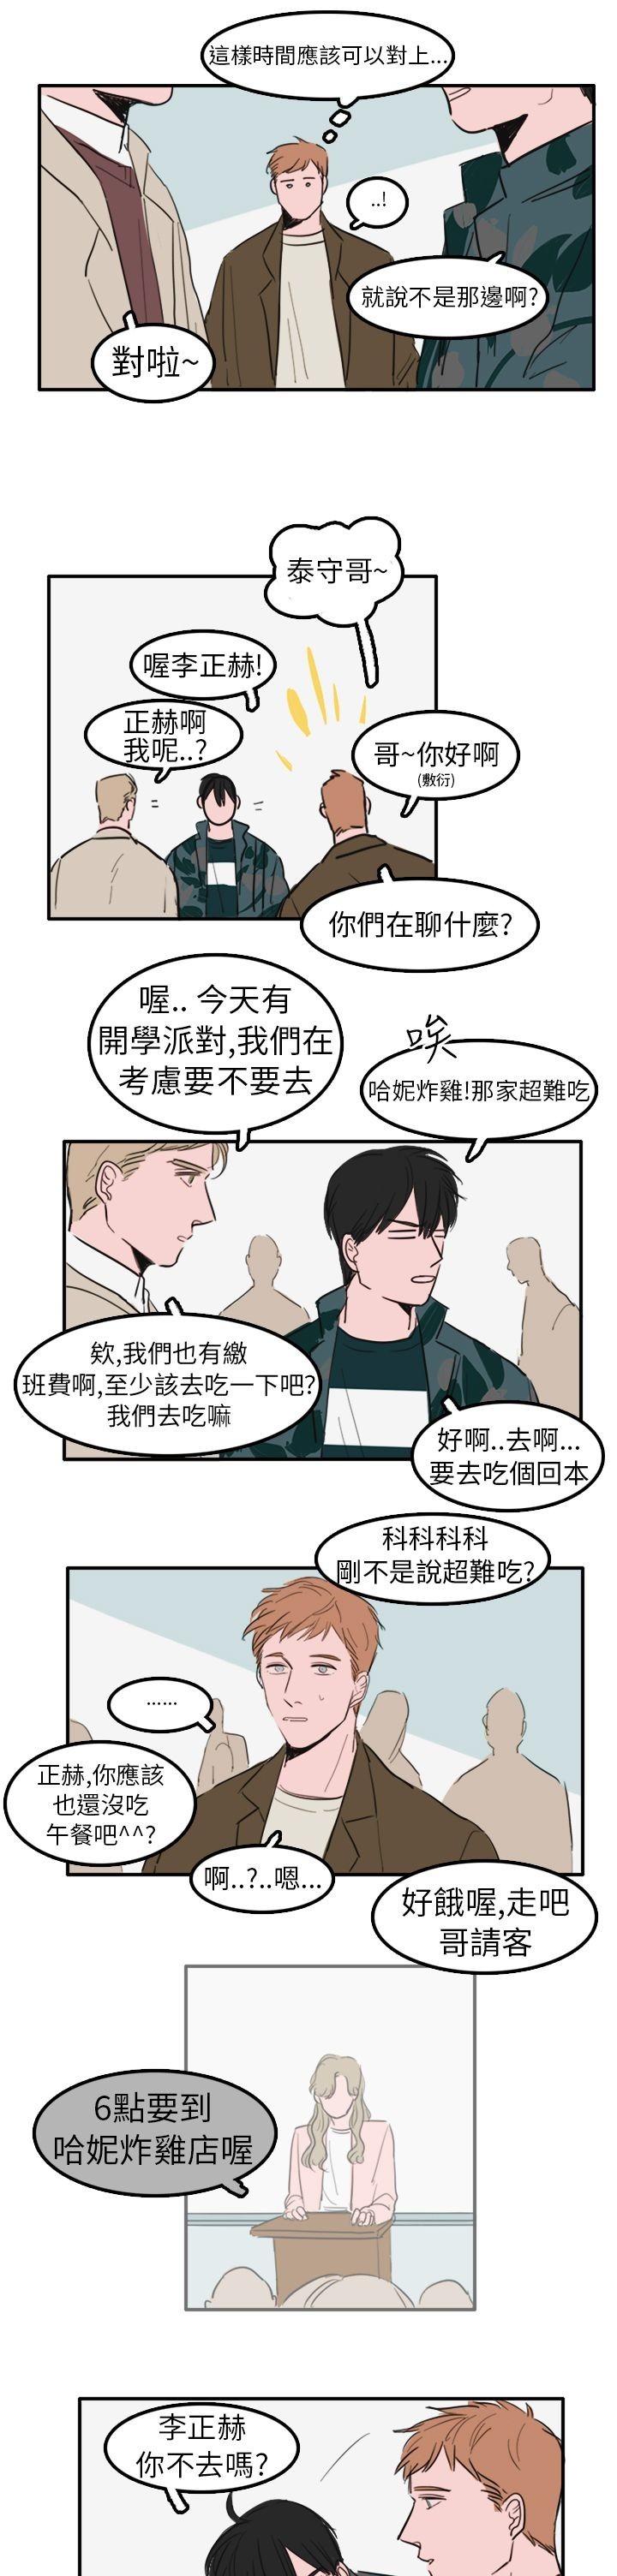 這樣時間應該可以對上...
..!
就說不是那邊啊?
對啦~
泰守哥~
喔李正赫!
正赫啊
我呢..?
哥~你好啊
(敷衍)
你們在聊什麼?
喔.. 今天有
開學派對,我們在
考慮要不要去
唉
哈妮炸雞!那家超難吃
欸,我們也有繳
班費啊,至少該去吃一下吧?
我們去吃嘛
好啊..去啊...
要去吃個回本
科科科科
剛不是說超難吃?
......
正赫,你應該
也還沒吃
午餐吧^^?
啊..?..嗯...
好餓喔,走吧
哥請客
6點要到
哈妮炸雞店喔
李正赫
你不去嗎?